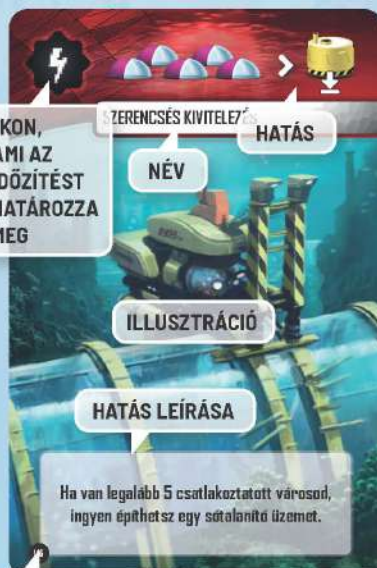 SZERENCSÉS KIVITELEZÉS
HATÁS
KON,
AMI AZ
DŐZÍTÉST
HATÁROZZA
MEG
NÉV
ILLUSZTRÁCIÓ
HATÁS LEÍRÁSA
Ha van legalább 5 csatlakoztatott városod,
ingyen építhetsz egy sótalanító üzemet.